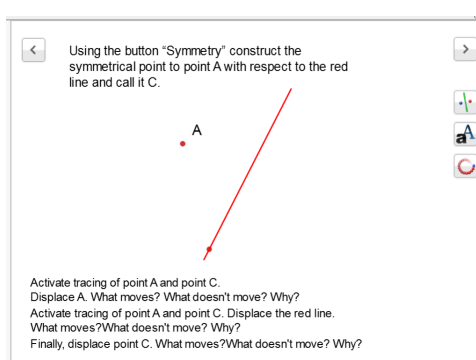 Using the button “Symmetry” construct the
symmetrical point to point A with respect to the red
line and call it C.
A
aA
Activate tracing of point A and point C.
Displace A. What moves? What doesn't move? Why?
Activate tracing of point A and point C. Displace the red line.
What moves?What doesn't move? Why?
Finally, displace point C. What moves?What doesn't move? Why?